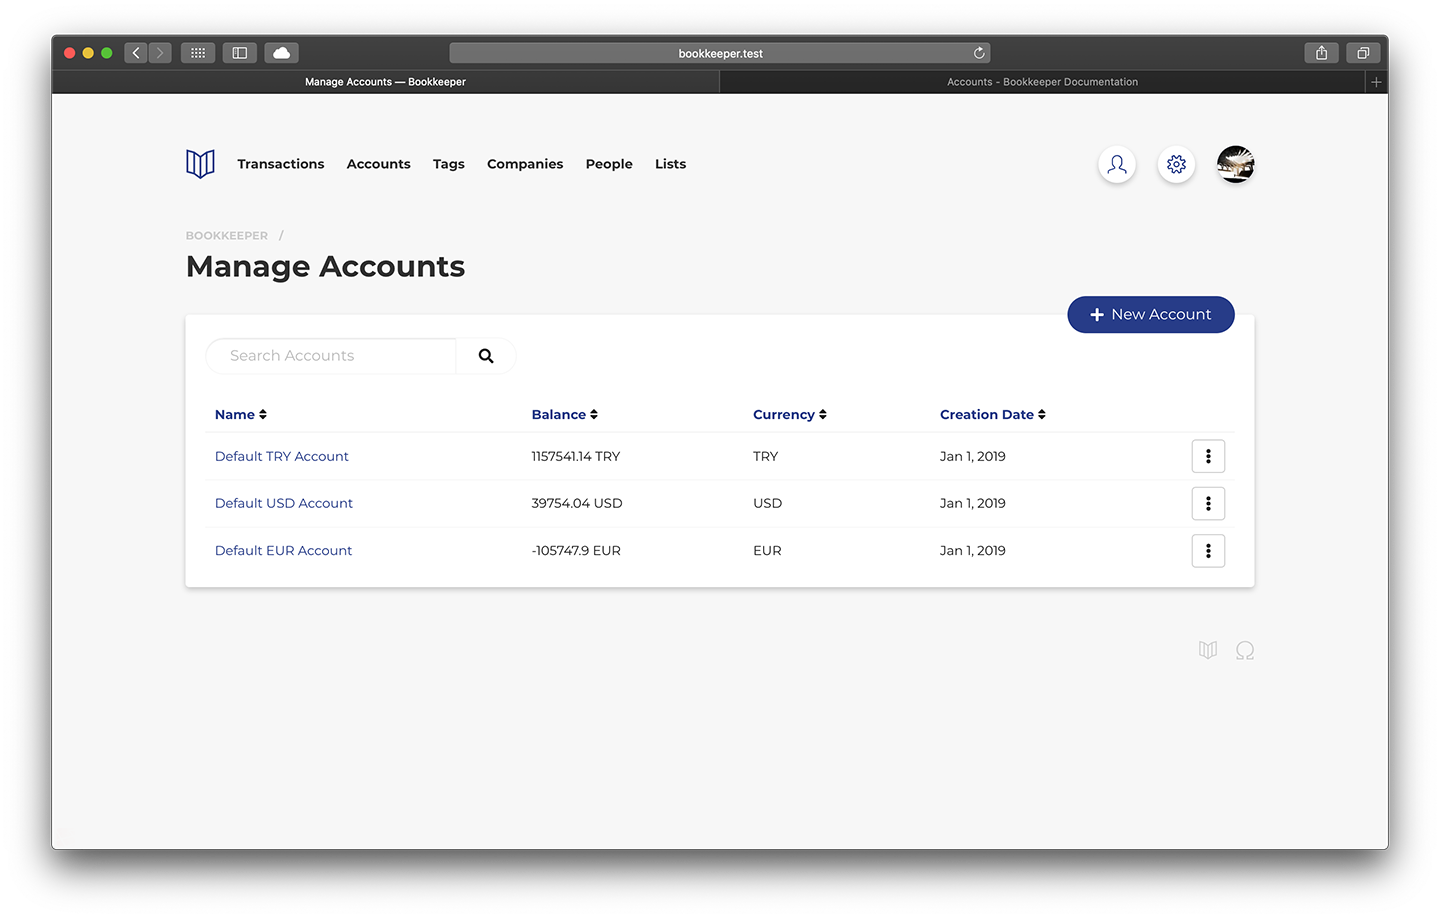 bookkeeper.test
Manage Accounts — Bookkeeper
Accounts - Bookkeeper Documentation
Transactions Accounts Tags Companies People Lists
BOOKKEEPER /
Manage Accounts
+ New Account
Search Accounts
Name Balance Currency Creation Date
Default TRY Account 1157541.14 TRY TRY Jan 1, 2019
Default USD Account 39754.04 USD USD Jan 1, 2019
Default EUR Account -105747.9 EUR EUR Jan 1, 2019